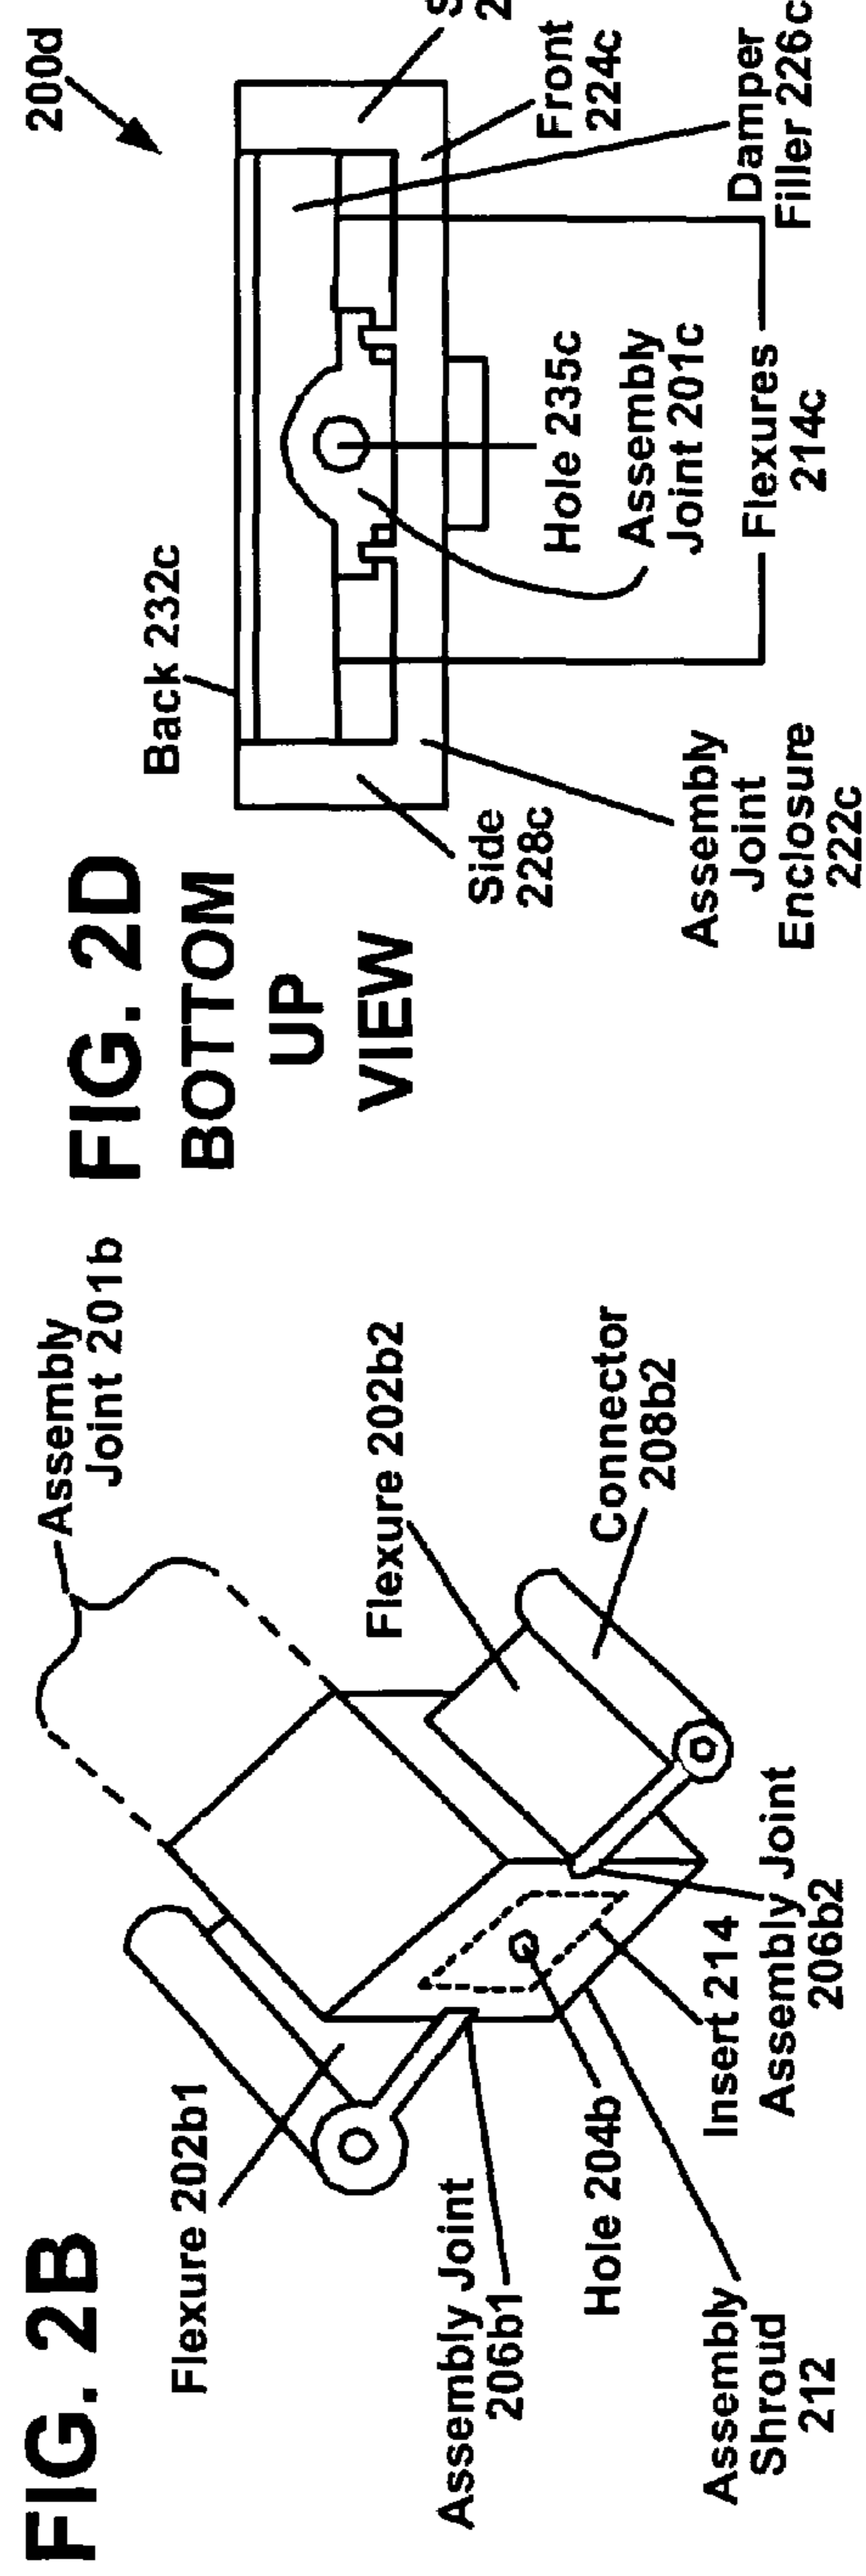 FIG. 2B
Assembly
Joint 201b
Flexure 202b1
Flexure 202b2
Connector
208b2
Assembly Joint
206b1
Hole 204b
Insert 214
Assembly Joint
206b2
Assembly
Shroud
212
FIG. 2D
BOTTOM
UP
VIEW
200d
Back 232c
Side
228c
Front
224c
Hole 235c
Assembly
Joint 201c
Damper
Filler 226c
Flexures
214c
Assembly
Joint
Enclosure
222c